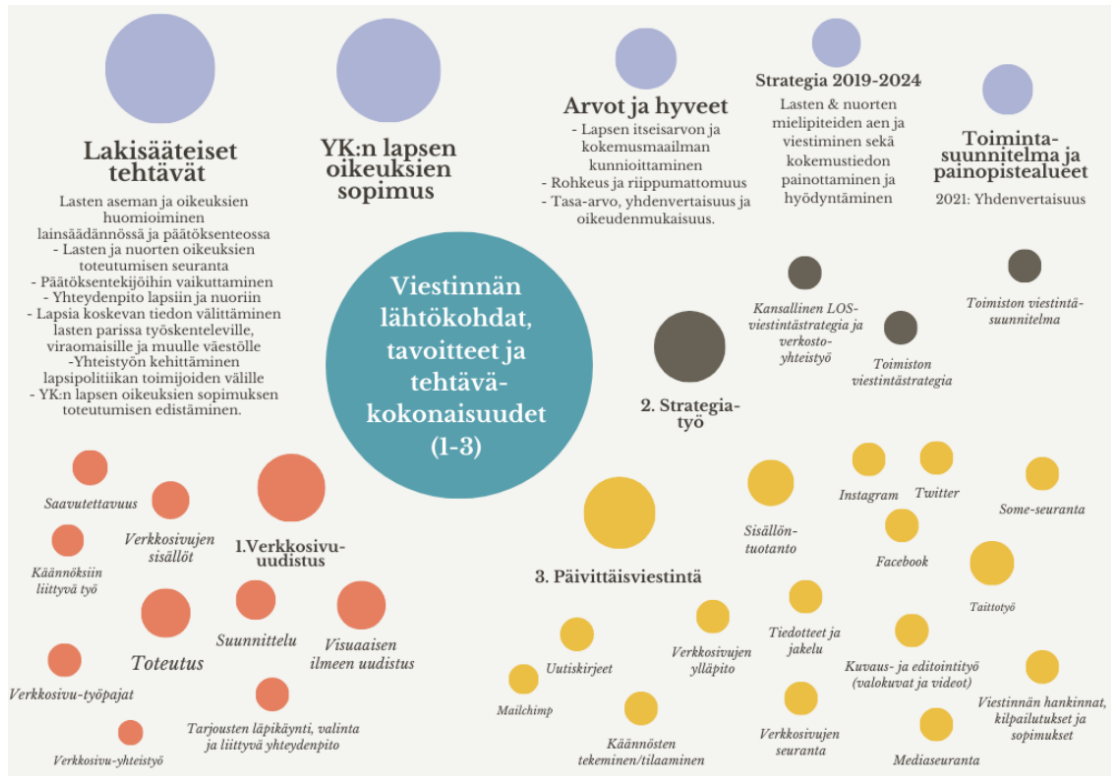 Lakisääteiset
tehtävät
Lasten aseman ja oikeuksien
huomioiminen
lainsäädännössä ja päätöksenteossa
- Lasten ja nuorten oikeuksien
toteutumisen seuranta
- Päätöksentekijöihin vaikuttaminen
- Yhteydenpito lapsiin ja nuoriin
- Lapsia koskevan tiedon välittäminen
lasten parissa työskenteleville,
viraomaisille ja muulle väestölle
-Yhteistyön kehittäminen
lapsipolitiikan toimijoiden välille
- YK:n lapsen oikeuksien sopimuksen
toteutumisen edistäminen.
YK:n lapsen
oikeuksien
sopimus
Arvot ja hyveet
- Lapsen itseisarvon ja
kokemusmaailman
kunnioittaminen
- Rohkeus ja riippumattomuus
- Tasa-arvo, yhdenvertaisuus ja
oikeudenmukaisuus.
Strategia 2019-2024
Lasten & nuorten
mielipiteiden aen ja
viestiminen sekä
kokemustiedon
painottaminen ja
hyödyntäminen
Toiminta-
suunnitelma ja
painopistealueet
2021: Yhdenvertaisuus
Viestinnän
lähtökohdat,
tavoitteet ja
tehtävä-
kokonaisuudet
(1-3)
2. Strategia-
työ
Kansallinen LOS-
viestintästrategia ja
verkosto-
yhteistyö
Toimiston
viestintästrategia
Toimiston viestintä-
suunnitelma
1.Verkkosivu-
uudistus
Saavutettavuus
Verkkosivujen
sisällöt
Käännöksiin
liittyvä työ
Toteutus
Suunnittelu
Visuaaisen
ilmeen uudistus
Verkkosivu-työpajat
Tarjousten läpikäynti, valinta
ja liittyvä yhteydenpito
Verkkosivu-yhteistyö
3. Päivittäisviestintä
Sisällön-
tuotanto
Instagram
Twitter
Some-seuranta
Facebook
Taittotyö
Tiedotteet ja
jakelu
Verkkosivujen
ylläpito
Uutiskirjeet
Kuvaus- ja editointityö
(valokuvat ja videot)
Mailchimp
Käännösten
tekeminen/tilaaminen
Verkkosivujen
seuranta
Mediaseuranta
Viestinnän hankinnat,
kilpailutukset ja
sopimukset